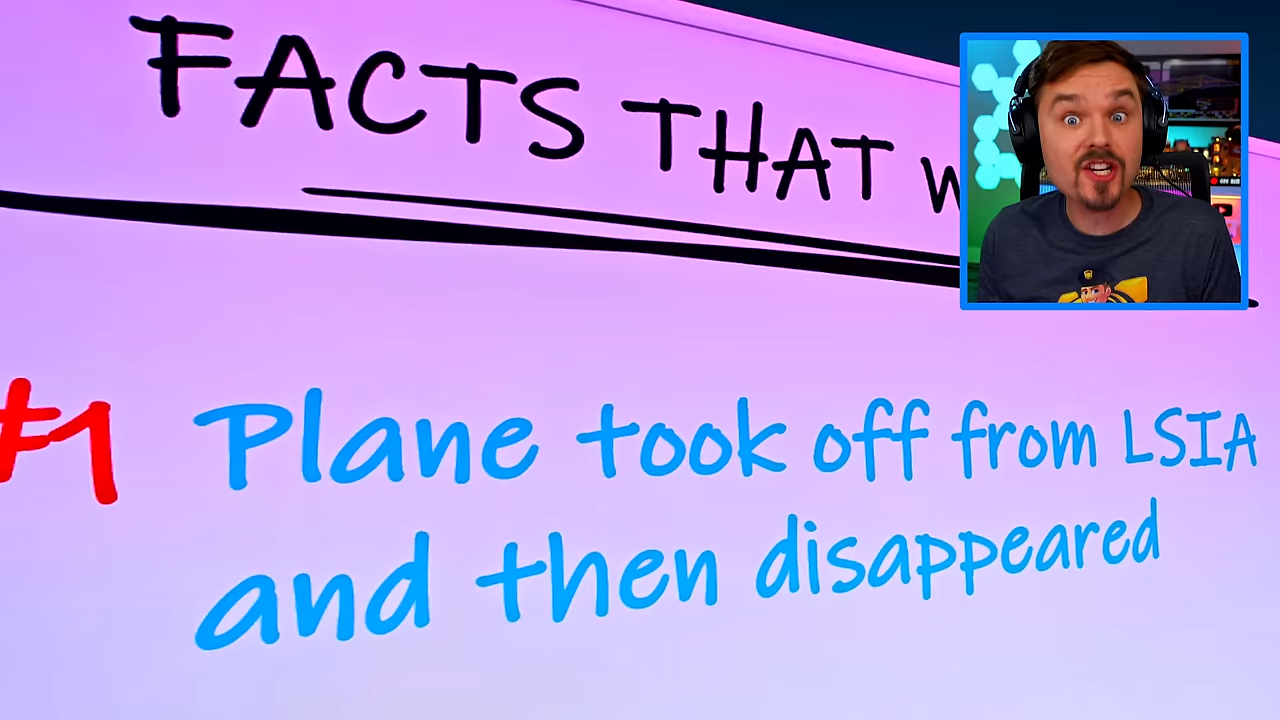 FACTS THAT
#1 Plane took off from LSIA
and then disappeared